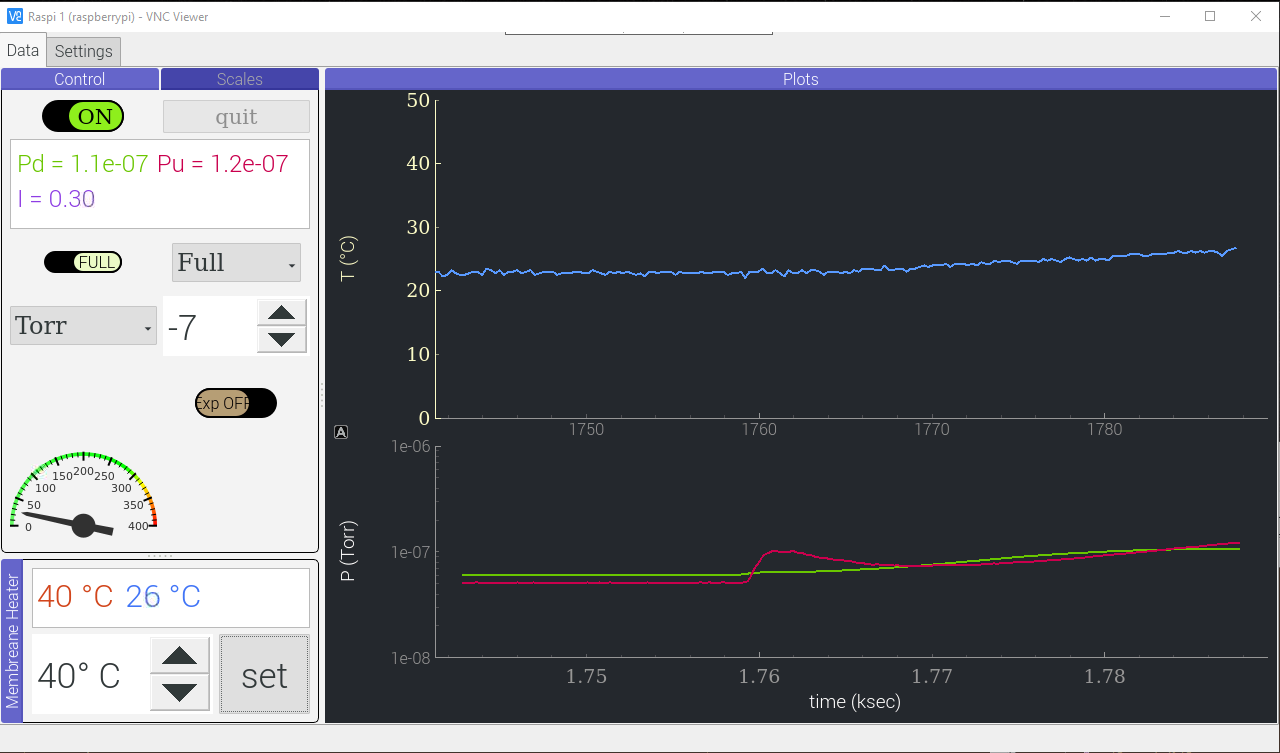 Raspi 1 (raspberrypi) - VNC Viewer
Data Settings
Control Scales Plots
ON quit
Pd = 1.1e-07 Pu = 1.2e-07
I = 0.30
FULL Full
Torr -7
Exp OFF
0 50 100 150 200 250 300 350 400
Membreane Heater
40 °C 26 °C
40° C set
T (°C)
50
40
30
20
10
0
1750 1760 1770 1780
A
P (Torr)
1e-06
1e-07
1e-08
1.75 1.76 1.77 1.78
time (ksec)